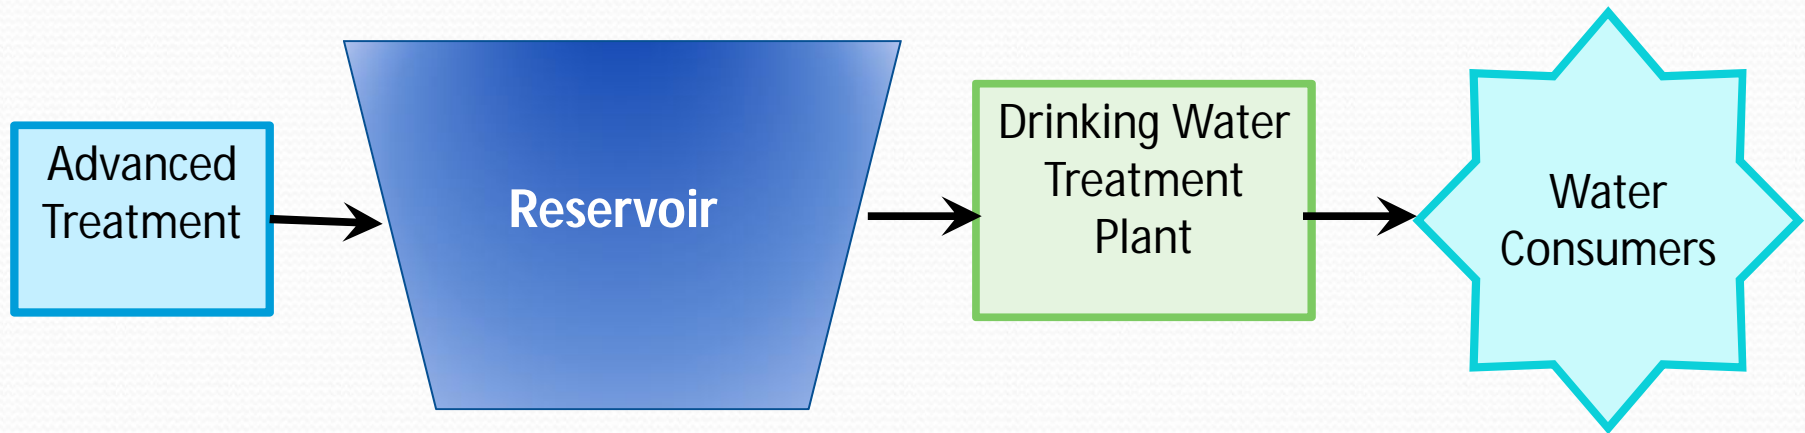 Advanced
Treatment
Reservoir
Drinking Water
Treatment
Plant
Water
Consumers